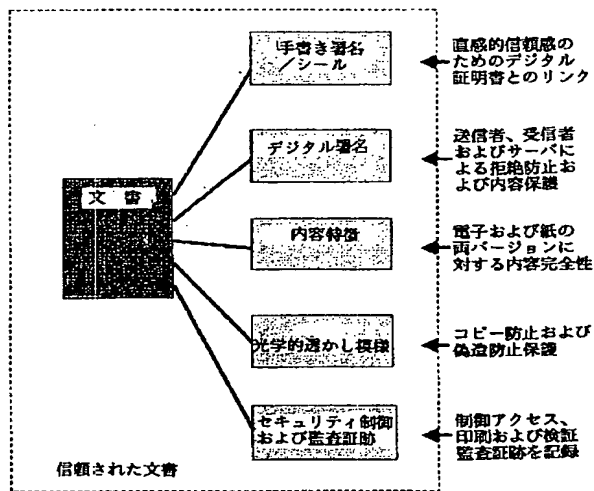 手書き署名
／シール
直感的信頼感の
ためのデジタル
証明書とのリンク
デジタル署名
送信者、受信者
およびサーバに
よる拒絶防止お
よび内容保護
文 書
内容特徴
電子および紙の
両バージョンに
対する内容完全性
光学的透かし模様
コピー防止および
偽造防止保護
セキュリティ制御
および監査証跡
制御アクセス、
印刷および検証
監査証跡を記録
信頼された文書